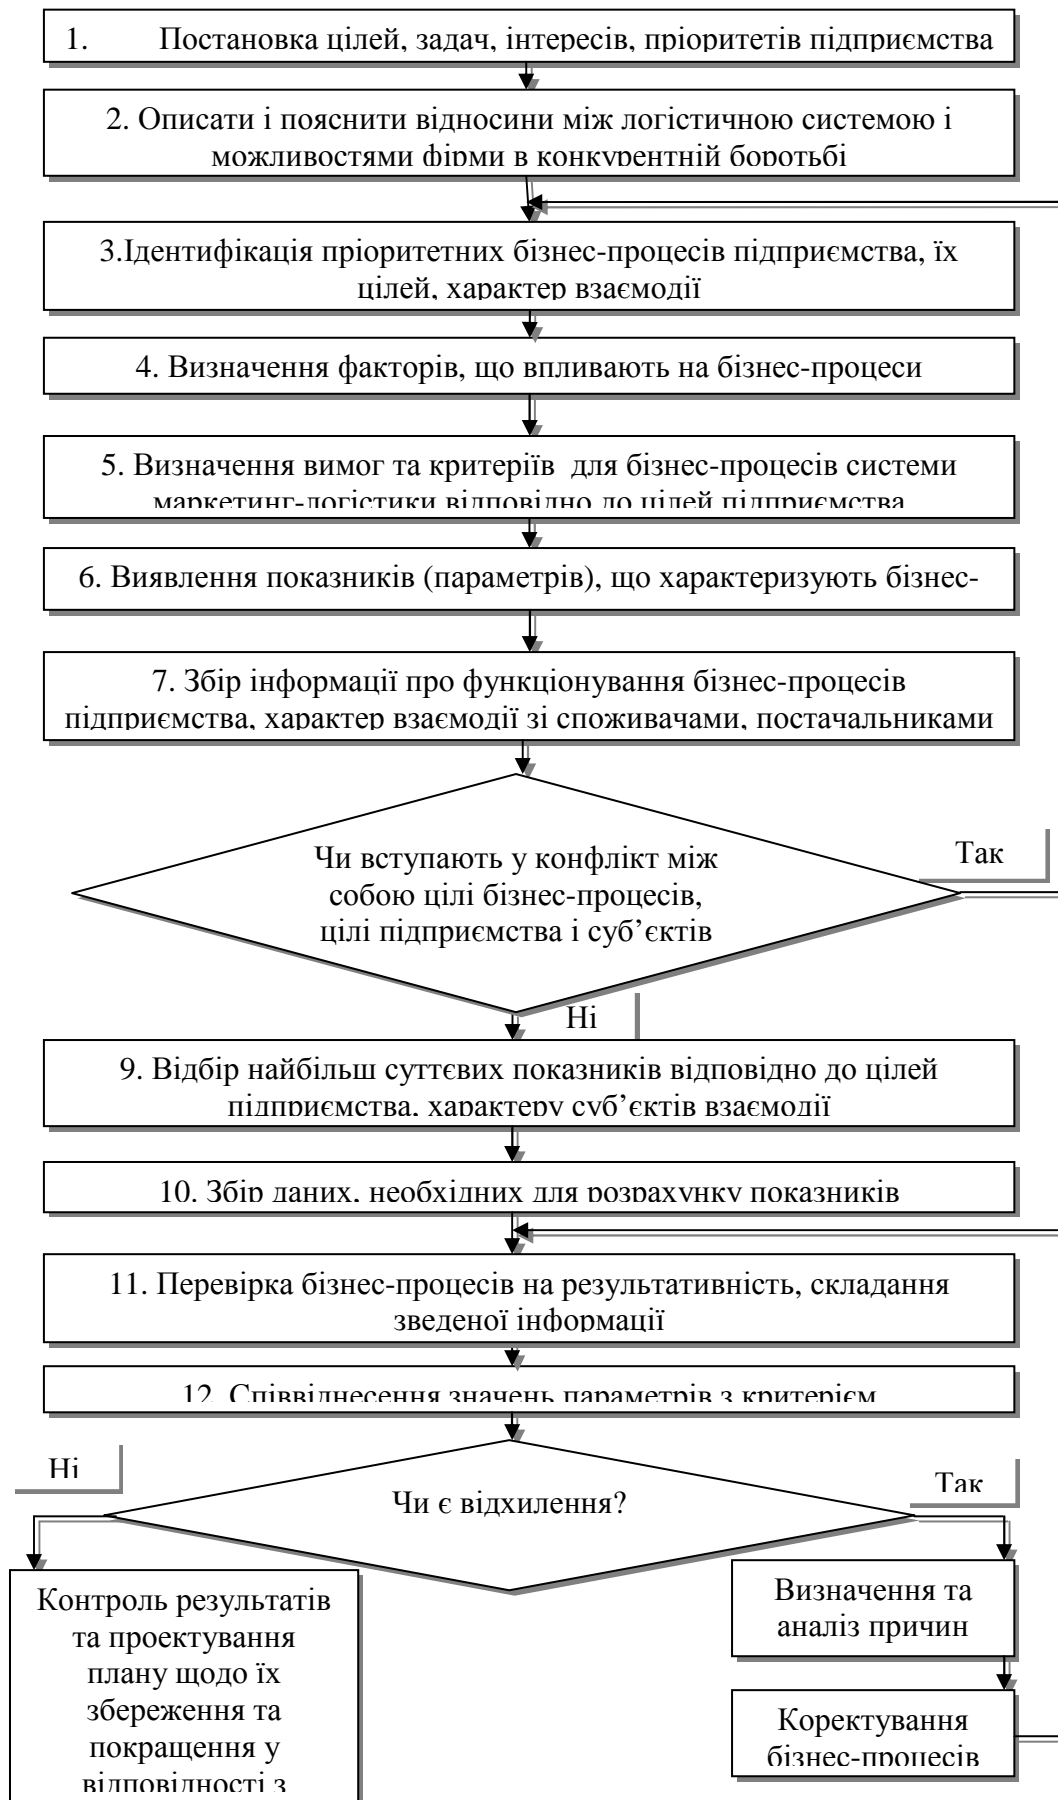 1. Постановка цілей, задач, інтересів, пріоритетів підприємства
2. Описати і пояснити відносини між логістичною системою і
можливостями фірми в конкурентній боротьбі
3.Ідентифікація пріоритетних бізнес-процесів підприємства, їх
цілей, характер взаємодії
4. Визначення факторів, що впливають на бізнес-процеси
5. Визначення вимог та критеріїв для бізнес-процесів системи
маркетинг-логістики відповідно до цілей підприємства
6. Виявлення показників (параметрів), що характеризують бізнес-
7. Збір інформації про функціонування бізнес-процесів
підприємства, характер взаємодії зі споживачами, постачальниками
Чи вступають у конфлікт між
собою цілі бізнес-процесів,
цілі підприємства і суб’єктів
Так
Ні
9. Відбір найбільш суттєвих показників відповідно до цілей
підприємства, характеру суб’єктів взаємодії
10. Збір даних, необхідних для розрахунку показників
11. Перевірка бізнес-процесів на результативність, складання
зведеної інформації
12. Співвіднесення значень параметрів з критерієм
Ні
Чи є відхилення?
Так
Контроль результатів
та проектування
плану щодо їх
збереження та
покращення у
відповідності з
Визначення та
аналіз причин
Коректування
бізнес-процесів